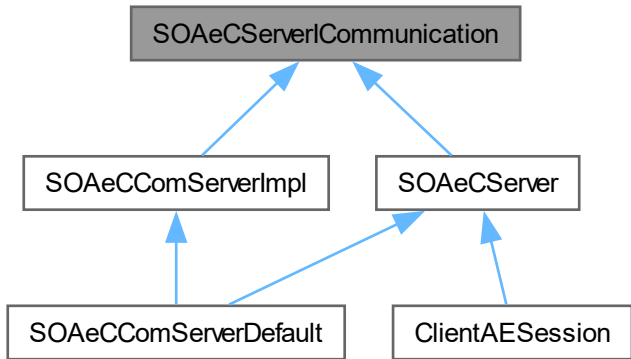 SOAeCServerICommunication
SOAeCComServerImpl
SOAeCServer
SOAeCComServerDefault
ClientAESession